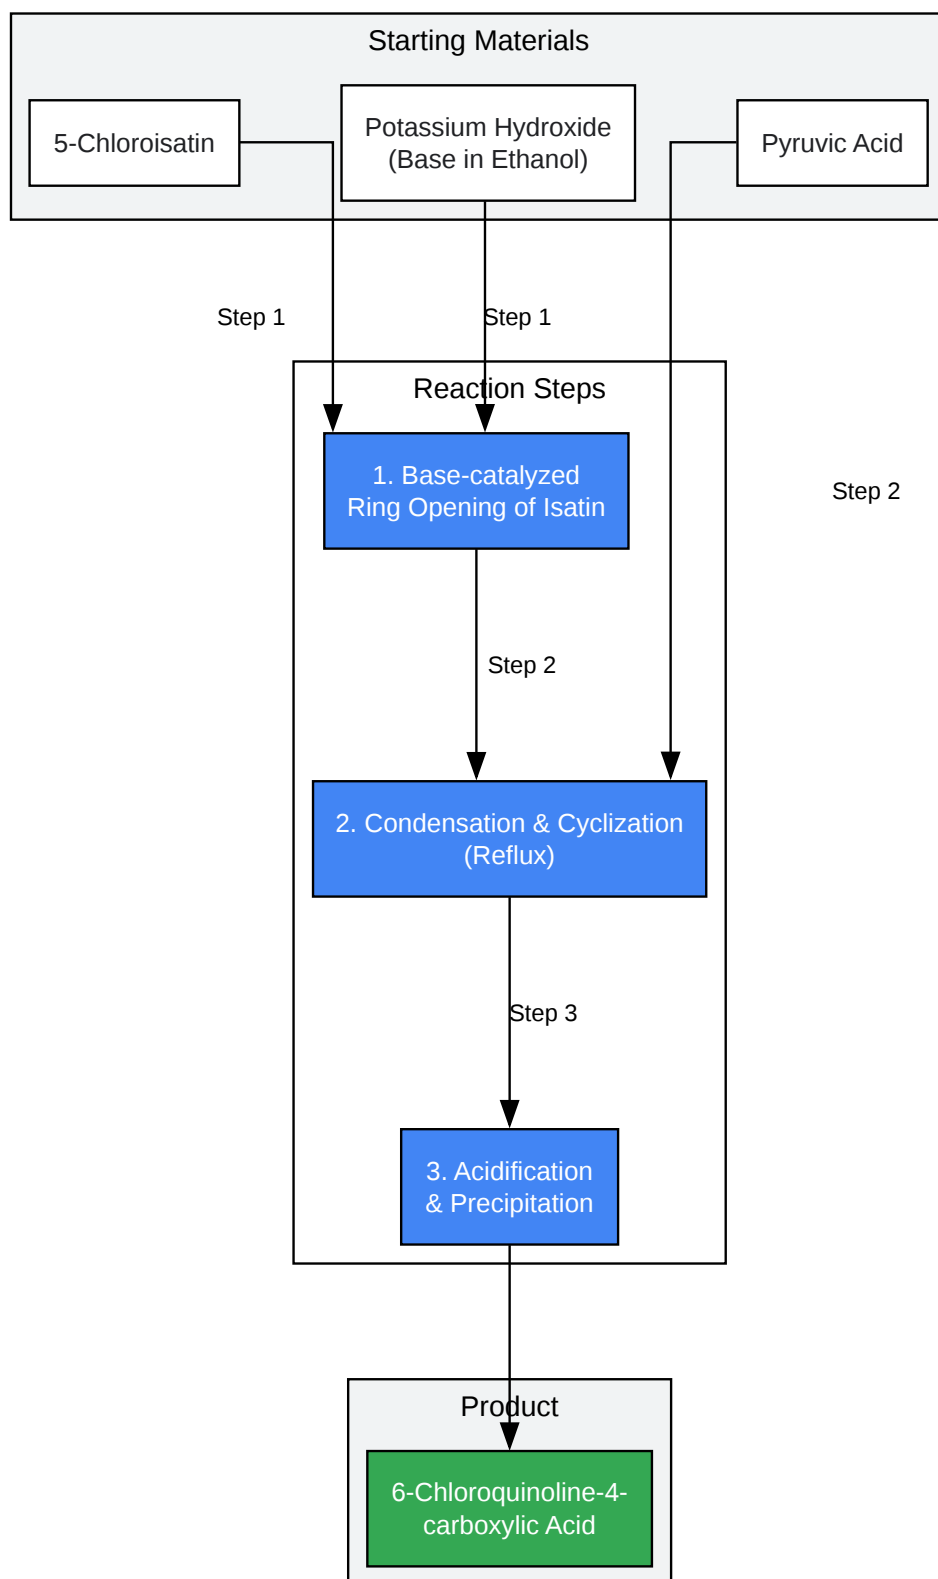 Starting Materials
5-Chloroisatin
Potassium Hydroxide
(Base in Ethanol)
Pyruvic Acid
Step 1
Step 1
Reaction Steps
1. Base-catalyzed
Ring Opening of Isatin
Step 2
Step 2
2. Condensation & Cyclization
(Reflux)
Step 3
3. Acidification
& Precipitation
Product
6-Chloroquinoline-4-
carboxylic Acid